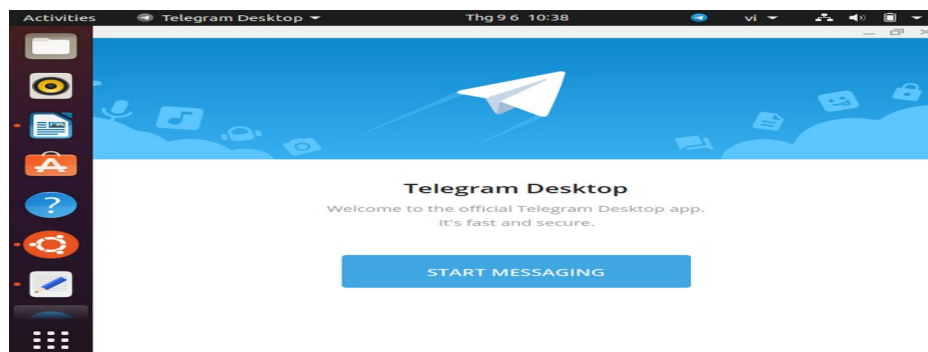 Activities Telegram Desktop Thg 9 6 10:38 vi
Telegram Desktop
Welcome to the official Telegram Desktop app.
It's fast and secure.
START MESSAGING